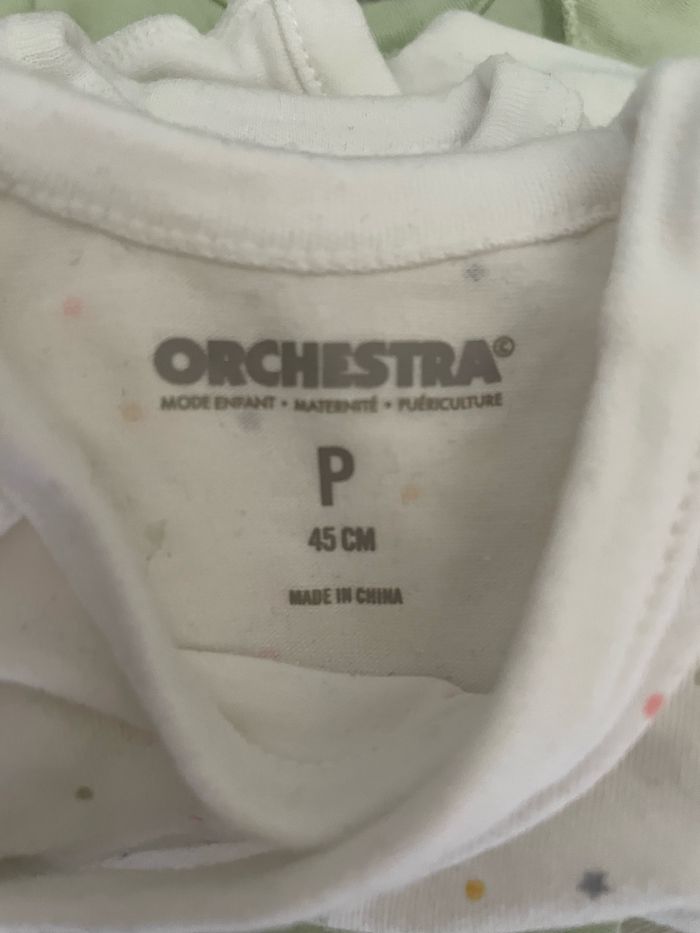 ORCHESTRA©
MODE ENFANT • MATERNITÉ • PUÉRICULTURE
P
45 CM
MADE IN CHINA